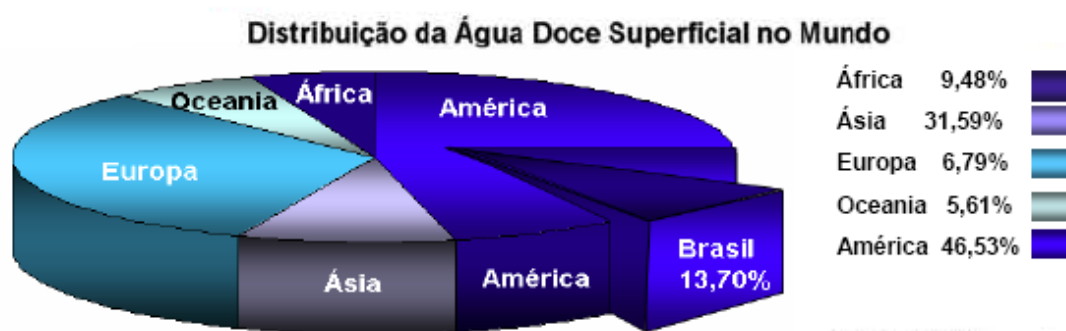 Distribuição da Água Doce Superficial no Mundo
África
Oceania
América
Europa
Ásia
América
Brasil
13,70%
África 9,48%
Ásia 31,59%
Europa 6,79%
Oceania 5,61%
América 46,53%